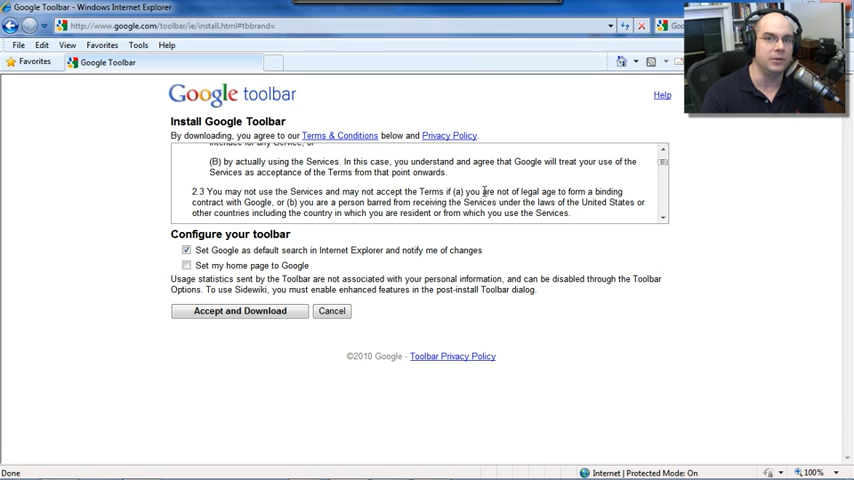 Google Toolbar - Windows Internet Explorer
http://www.google.com/toolbar/ie/install.html#tbbrand=
File Edit View Favorites Tools Help
Favorites
Google Toolbar
Google toolbar
Help
Install Google Toolbar
By downloading, you agree to our Terms & Conditions below and Privacy Policy.
interface for any Service, or
(B) by actually using the Services. In this case, you understand and agree that Google will treat your use of the
Services as acceptance of the Terms from that point onwards.
2.3 You may not use the Services and may not accept the Terms if (a) you are not of legal age to form a binding
contract with Google, or (b) you are a person barred from receiving the Services under the laws of the United States or
other countries including the country in which you are resident or from which you use the Services.
Configure your toolbar
Set Google as default search in Internet Explorer and notify me of changes
Set my home page to Google
Usage statistics sent by the Toolbar are not associated with your personal information, and can be disabled through the Toolbar
Options. To use Sidewiki, you must enable enhanced features in the post-install Toolbar dialog.
Accept and Download
Cancel
©2010 Google - Toolbar Privacy Policy
Done
Internet | Protected Mode: On
100%